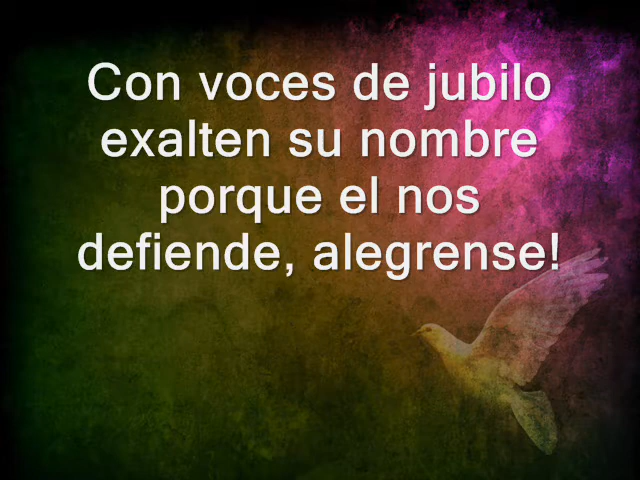 Con voces de jubilo
exalten su nombre
porque el nos
defiende, alegrense!